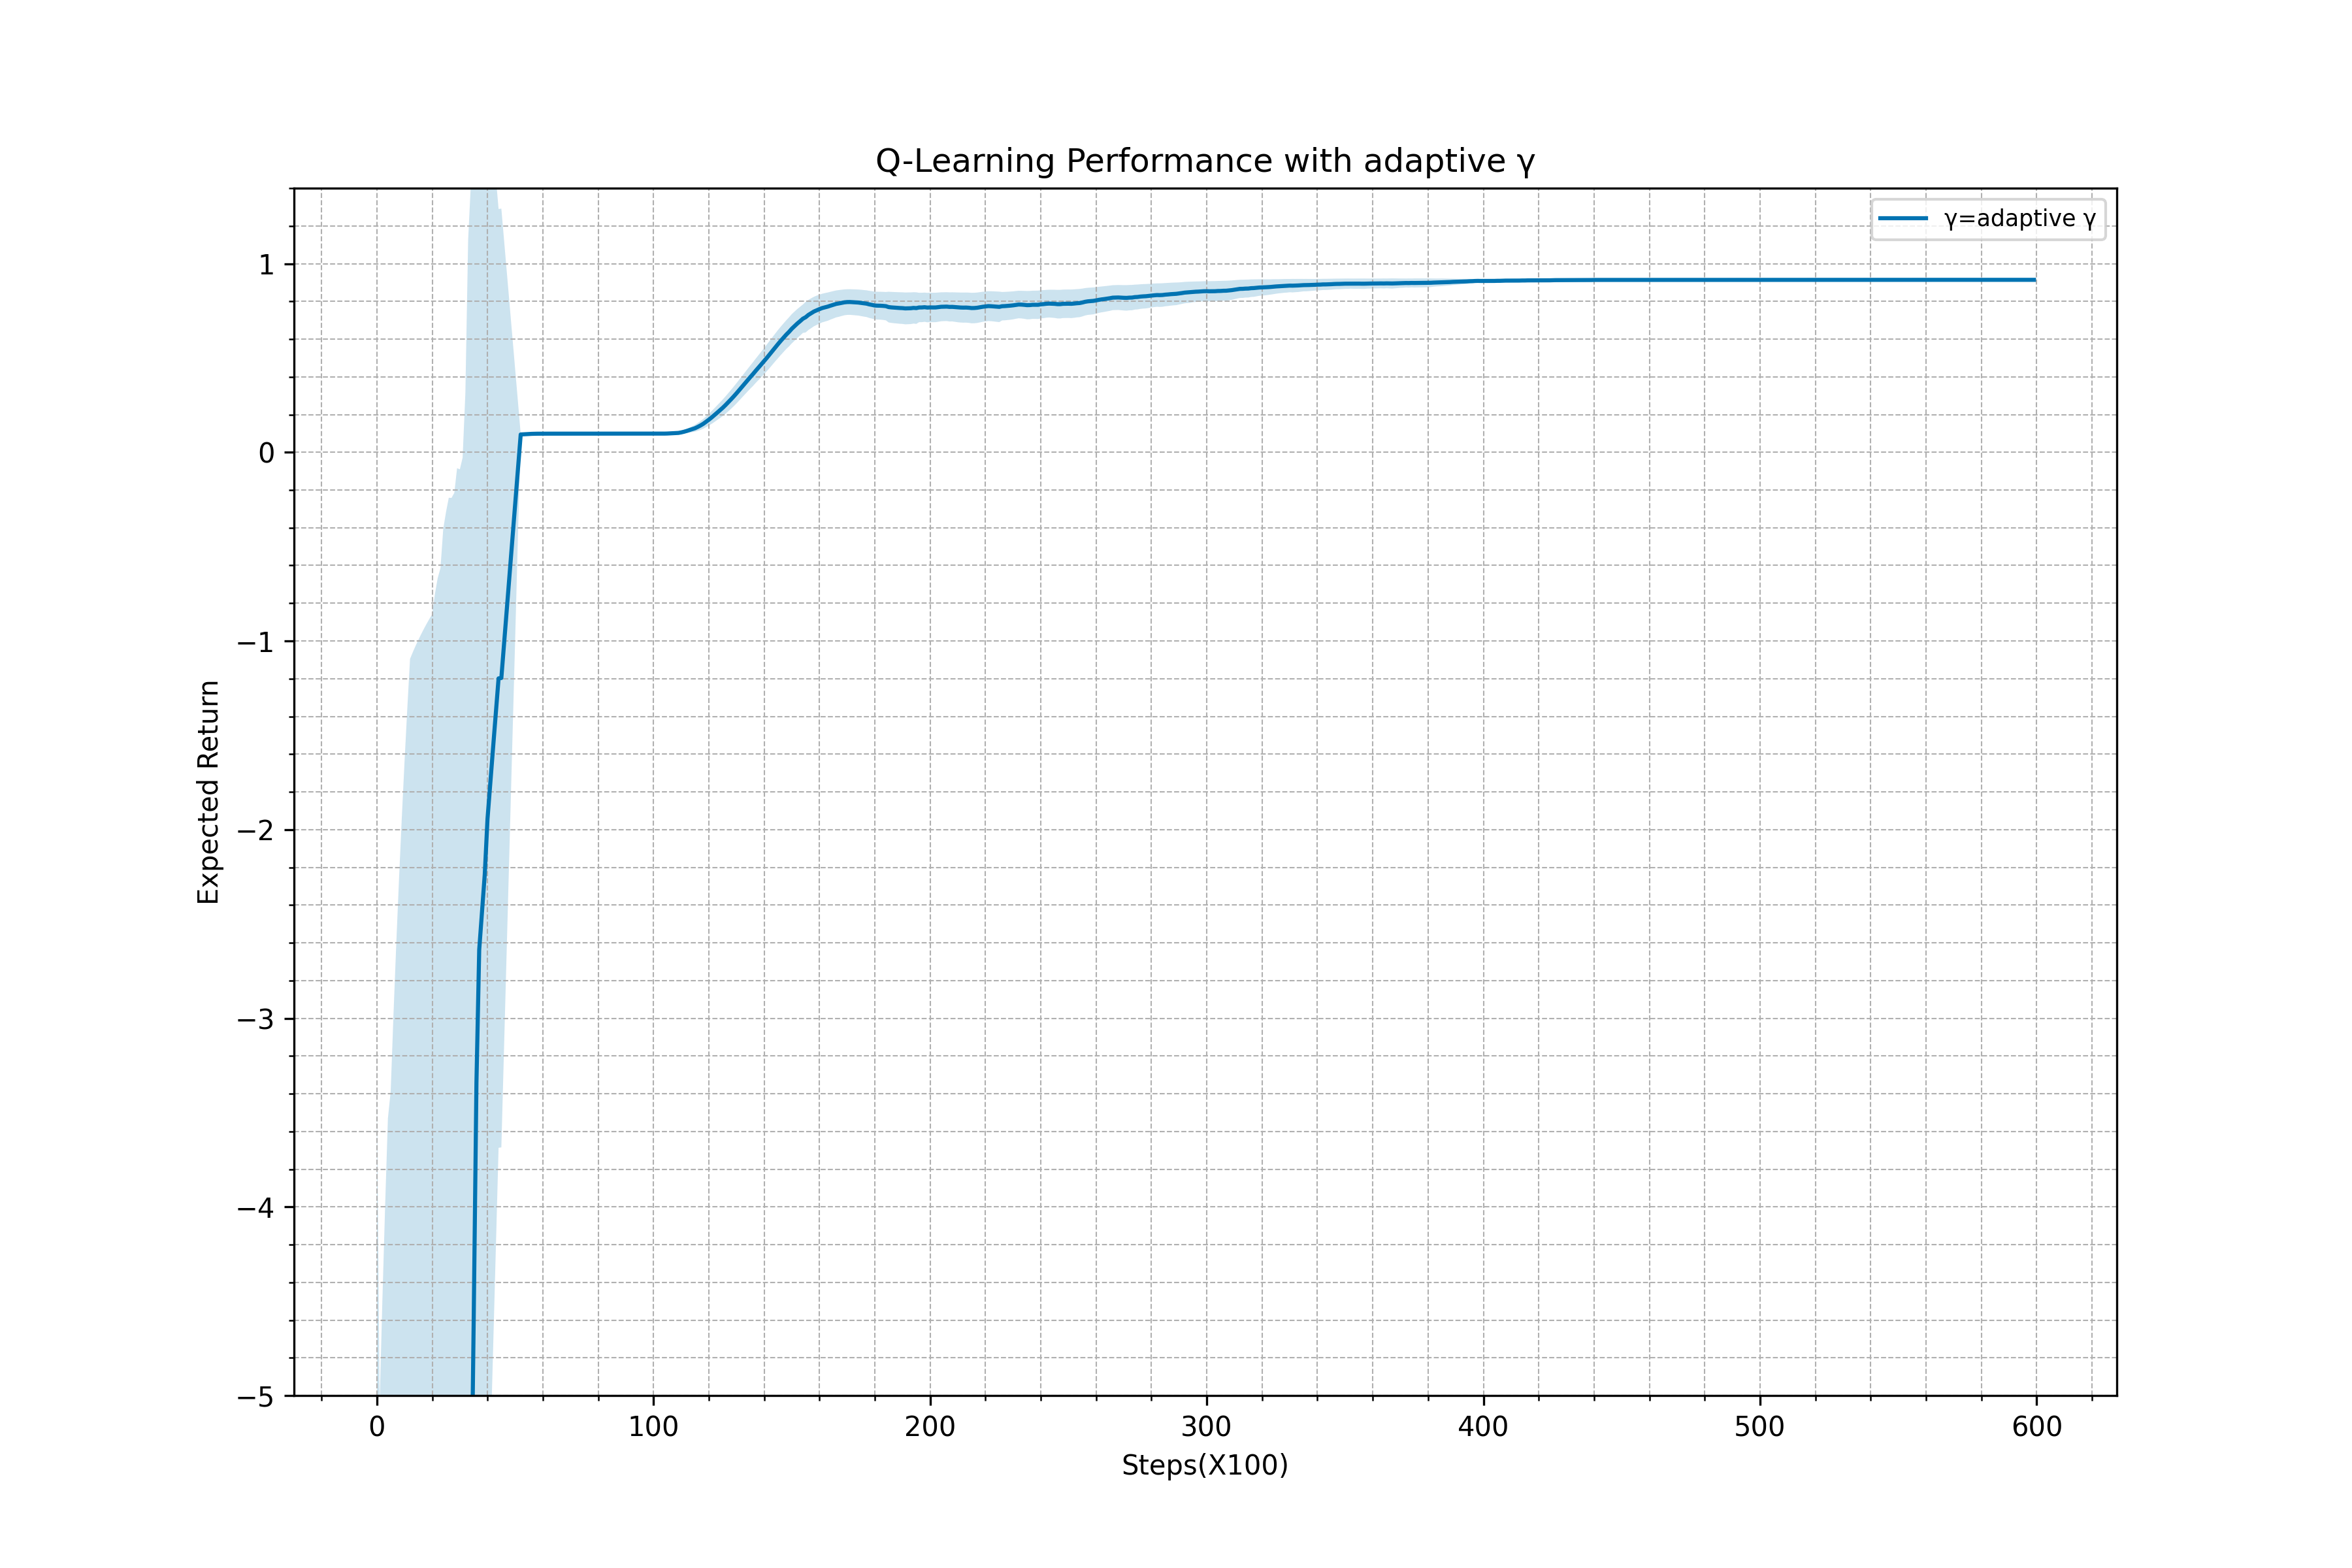 Q-Learning Performance with adaptive γ
γ=adaptive γ
1
0
−1
−2
−3
−4
−5
Expected Return
0 100 200 300 400 500 600
Steps(X100)